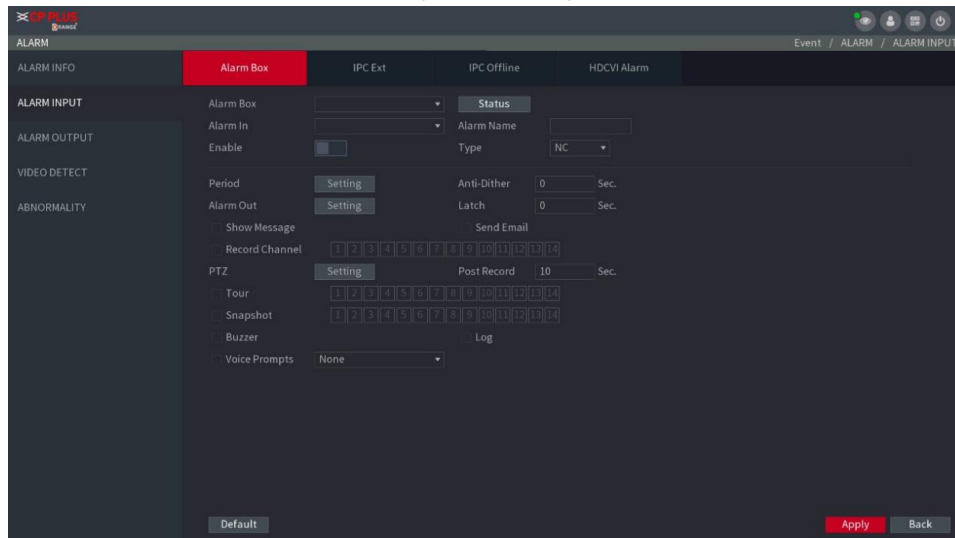 CP PLUS
ORANGE
ALARM
Event / ALARM / ALARM INPUT
ALARM INFO
Alarm Box
IPC Ext
IPC Offline
HDCVI Alarm
ALARM INPUT
ALARM OUTPUT
VIDEO DETECT
ABNORMALITY
Alarm Box
Status
Alarm In
Alarm Name
Enable
Type NC
Period Setting
Anti-Dither 0 Sec.
Alarm Out Setting
Latch 0 Sec.
Show Message
Send Email
Record Channel 1 2 3 4 5 6 7 8 9 10 11 12 13 14
PTZ Setting
Post Record 10 Sec.
Tour 1 2 3 4 5 6 7 8 9 10 11 12 13 14
Snapshot 1 2 3 4 5 6 7 8 9 10 11 12 13 14
Buzzer
Log
Voice Prompts None
Default
Apply
Back